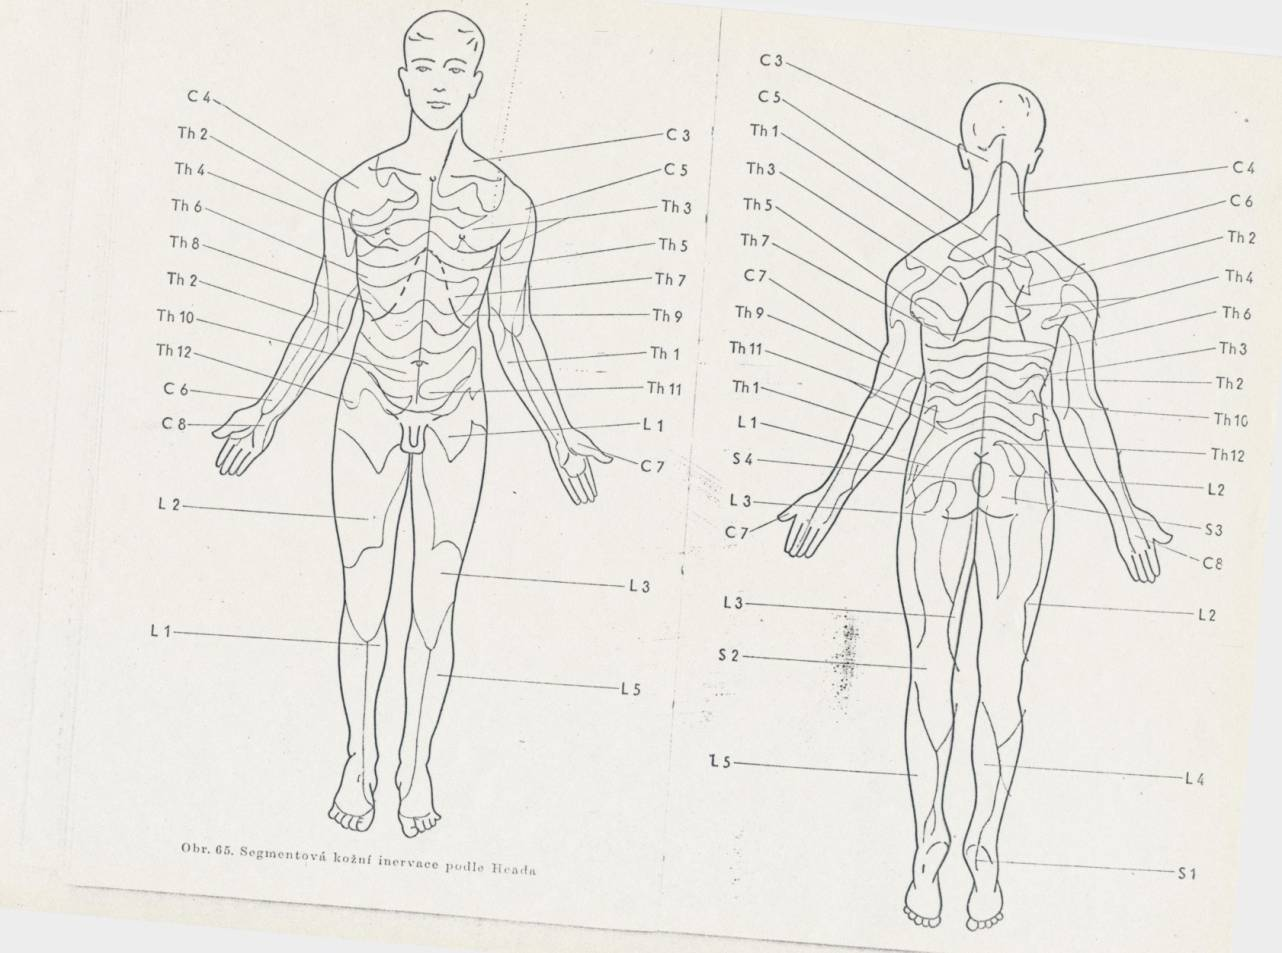 C 4
Th 2
Th 4
Th 6
Th 8
Th 2
Th 10
Th 12
C 6
C 8
L 2
L 1
C 3
C 5
Th 3
Th 5
Th 7
Th 9
Th 1
Th 11
L 1
C 7
L 3
L 5
Obr. 65. Segmentová kožní inervace podle Heada
C 3
C 5
Th 1
Th 3
Th 5
Th 7
C 7
Th 9
Th 11
Th 1
L 1
S 4
L 3
C 7
L 3
S 2
L 5
C 4
C 6
Th 2
Th 4
Th 6
Th 3
Th 2
Th 10
Th 12
L 2
S 3
C 8
L 2
L 4
S 1